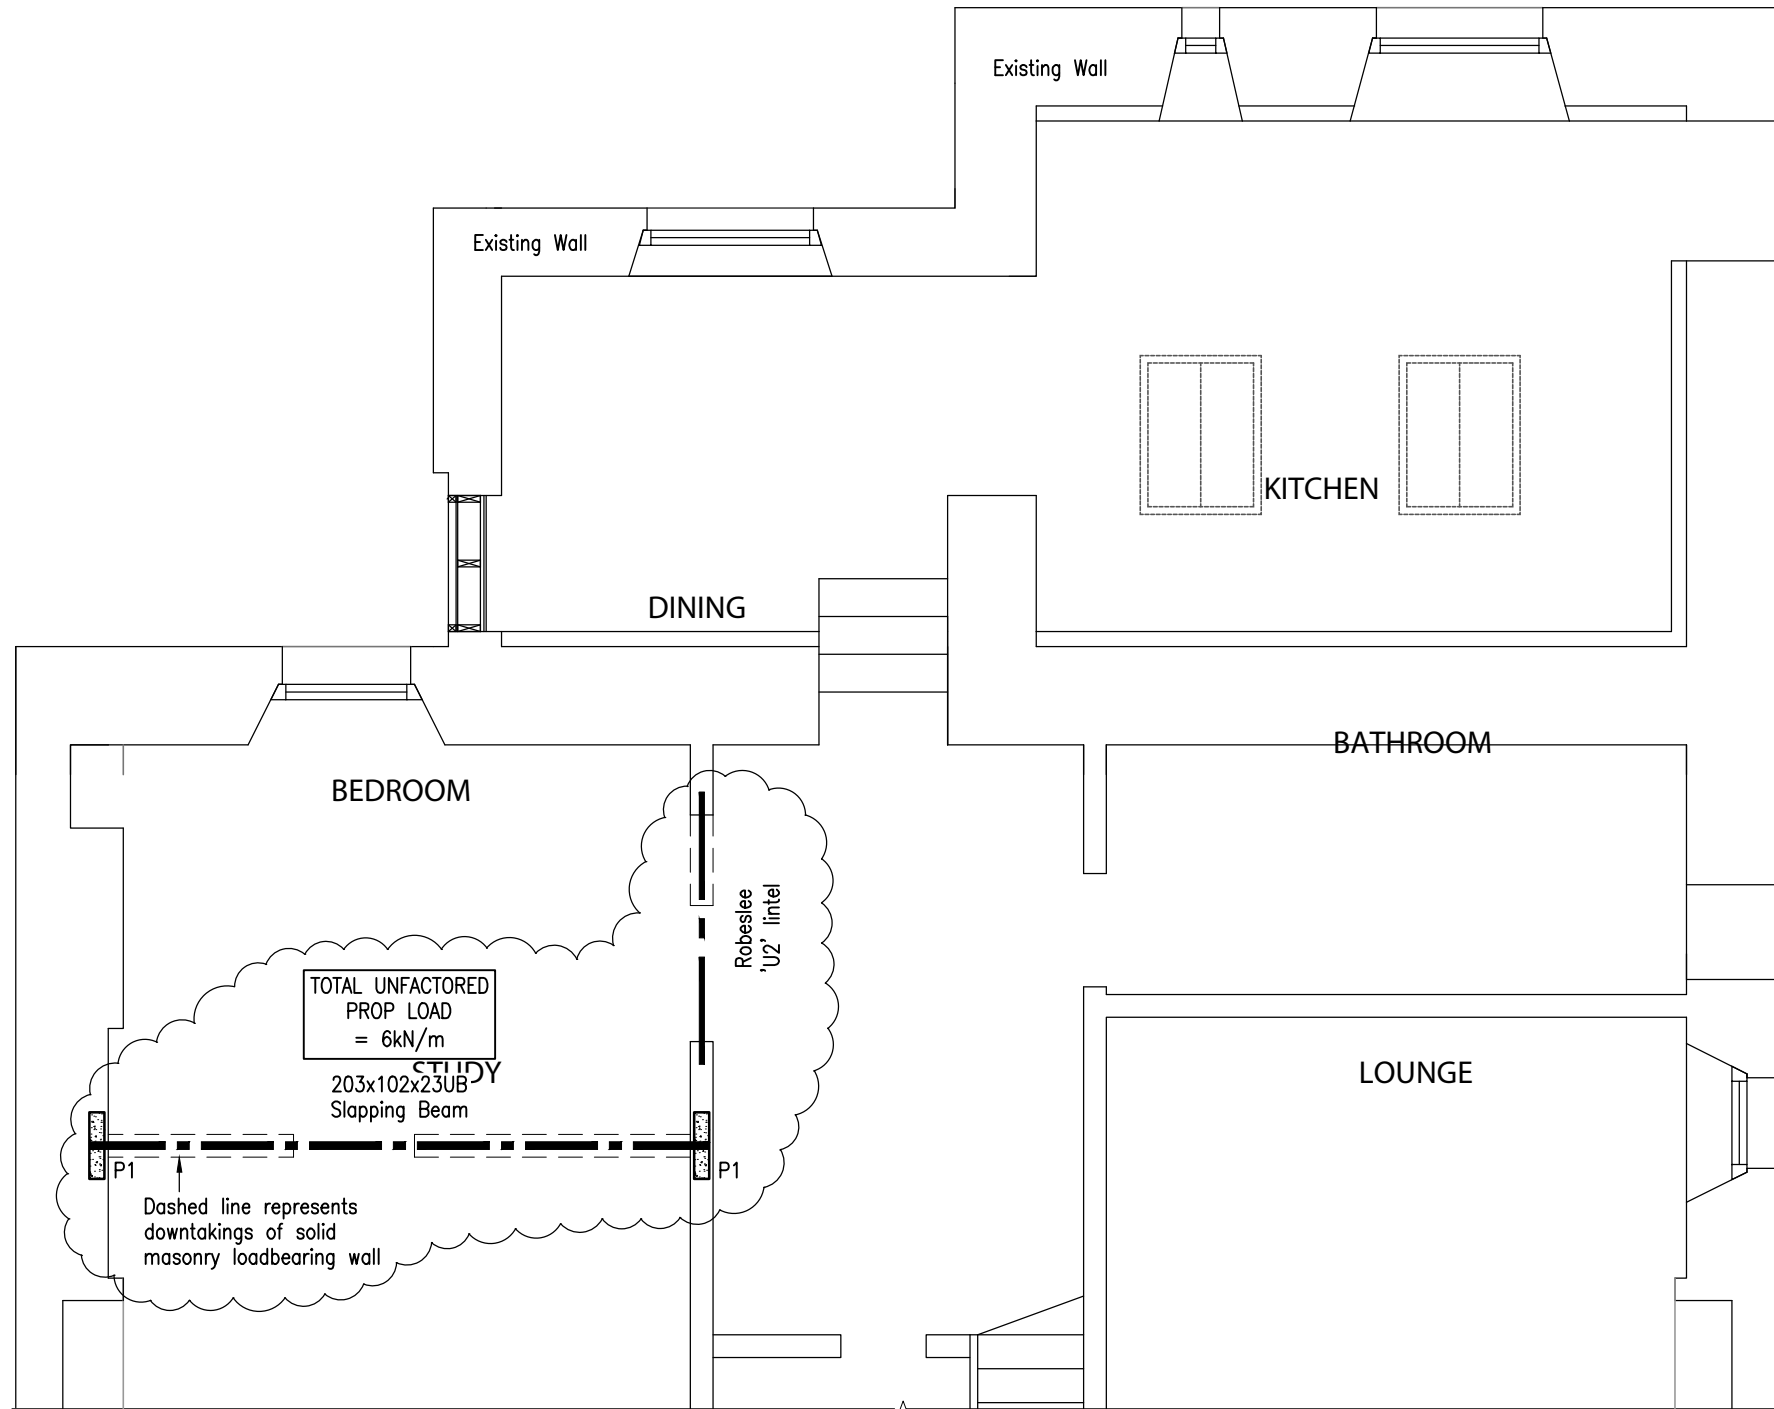 Existing Wall
Existing Wall
KITCHEN
DINING
BATHROOM
BEDROOM
Robeslee
'U2' lintel
TOTAL UNFACTORED
PROP LOAD
= 6kN/m
STUDY
203x102x23UB
Slapping Beam
LOUNGE
P1
P1
Dashed line represents
downtakings of solid
masonry loadbearing wall